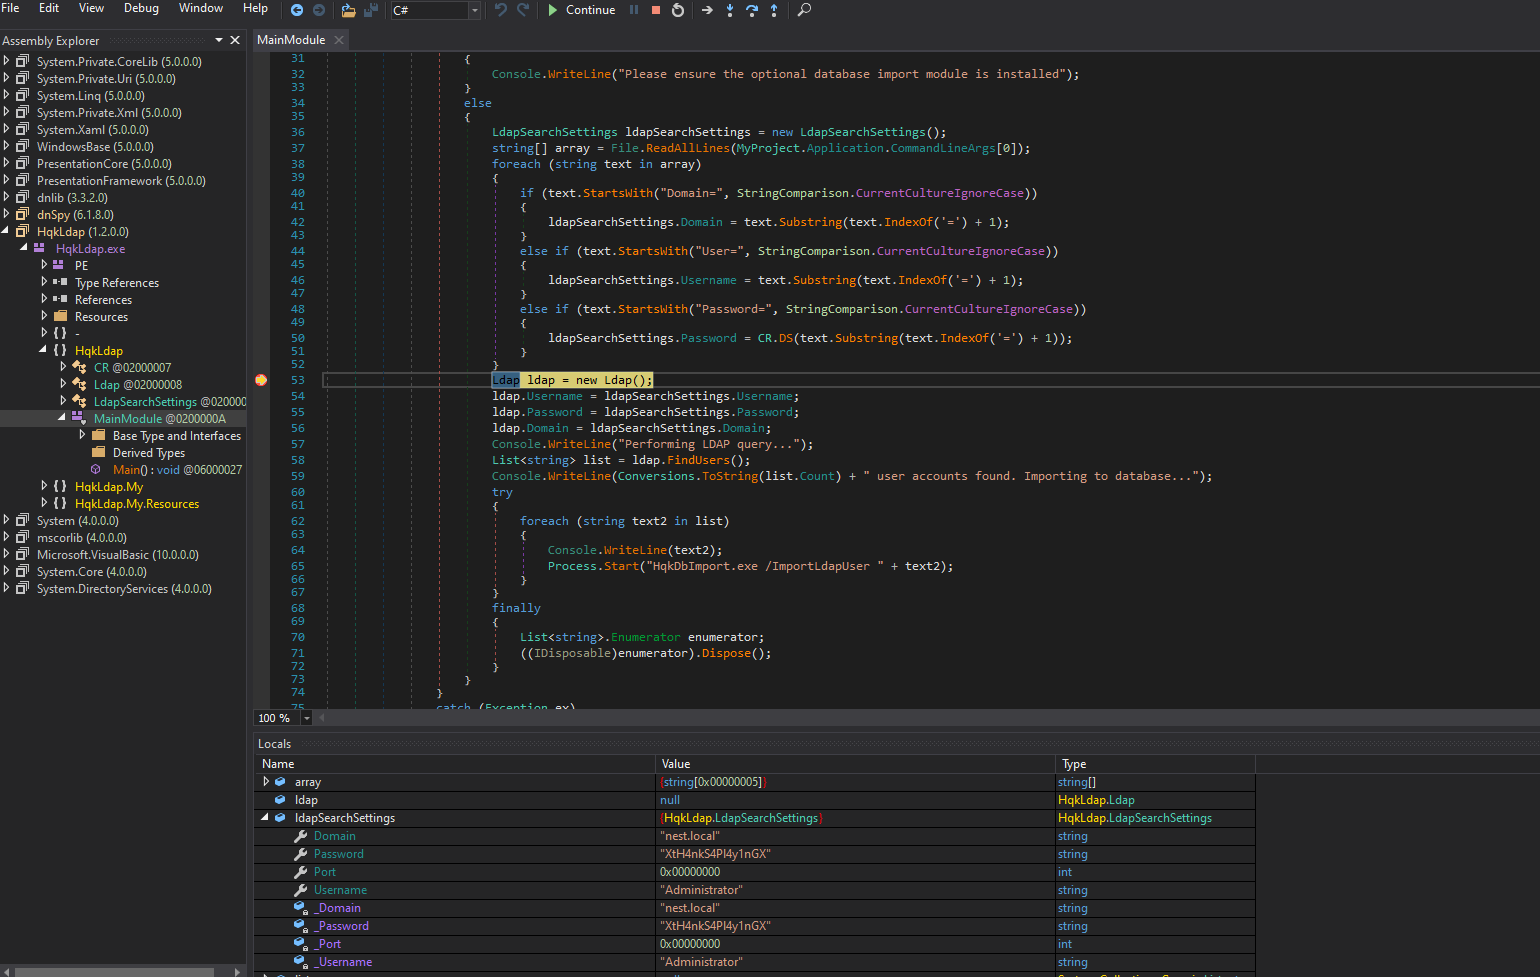 File Edit View Debug Window Help C# Continue
Assembly Explorer
System.Private.CoreLib (5.0.0.0)
System.Private.Uri (5.0.0.0)
System.Linq (5.0.0.0)
System.Private.Xml (5.0.0.0)
System.Xaml (5.0.0.0)
WindowsBase (5.0.0.0)
PresentationCore (5.0.0.0)
PresentationFramework (5.0.0.0)
dnlib (3.3.2.0)
dnSpy (6.1.8.0)
HqkLdap (1.2.0.0)
HqkLdap.exe
PE
Type References
References
Resources
{ } -
{ } HqkLdap
CR @02000007
Ldap @02000008
LdapSearchSettings @020000
MainModule @0200000A
Base Type and Interfaces
Derived Types
Main() : void @06000027
{ } HqkLdap.My
{ } HqkLdap.My.Resources
System (4.0.0.0)
mscorlib (4.0.0.0)
Microsoft.VisualBasic (10.0.0.0)
System.Core (4.0.0.0)
System.DirectoryServices (4.0.0.0)
MainModule
31 {
32 Console.WriteLine("Please ensure the optional database import module is installed");
33 }
34 else
35 {
36 LdapSearchSettings ldapSearchSettings = new LdapSearchSettings();
37 string[] array = File.ReadAllLines(MyProject.Application.CommandLineArgs[0]);
38 foreach (string text in array)
39 {
40 if (text.StartsWith("Domain=", StringComparison.CurrentCultureIgnoreCase))
41 {
42 ldapSearchSettings.Domain = text.Substring(text.IndexOf('=') + 1);
43 }
44 else if (text.StartsWith("User=", StringComparison.CurrentCultureIgnoreCase))
45 {
46 ldapSearchSettings.Username = text.Substring(text.IndexOf('=') + 1);
47 }
48 else if (text.StartsWith("Password=", StringComparison.CurrentCultureIgnoreCase))
49 {
50 ldapSearchSettings.Password = CR.DS(text.Substring(text.IndexOf('=') + 1));
51 }
52 }
53 Ldap ldap = new Ldap();
54 ldap.Username = ldapSearchSettings.Username;
55 ldap.Password = ldapSearchSettings.Password;
56 ldap.Domain = ldapSearchSettings.Domain;
57 Console.WriteLine("Performing LDAP query...");
58 List<string> list = ldap.FindUsers();
59 Console.WriteLine(Conversions.ToString(list.Count) + " user accounts found. Importing to database...");
60 try
61 {
62 foreach (string text2 in list)
63 {
64 Console.WriteLine(text2);
65 Process.Start("HqkDbImport.exe /ImportLdapUser " + text2);
66 }
67 }
68 finally
69 {
70 List<string>.Enumerator enumerator;
71 ((IDisposable)enumerator).Dispose();
72 }
73 }
74 }
75 catch (Exception ex)
100 %
Locals
Name Value Type
array {string[0x00000005]} string[]
ldap null HqkLdap.Ldap
ldapSearchSettings {HqkLdap.LdapSearchSettings} HqkLdap.LdapSearchSettings
Domain "nest.local" string
Password "XtH4nkS4Pl4y1nGX" string
Port 0x00000000 int
Username "Administrator" string
_Domain "nest.local" string
_Password "XtH4nkS4Pl4y1nGX" string
_Port 0x00000000 int
_Username "Administrator" string